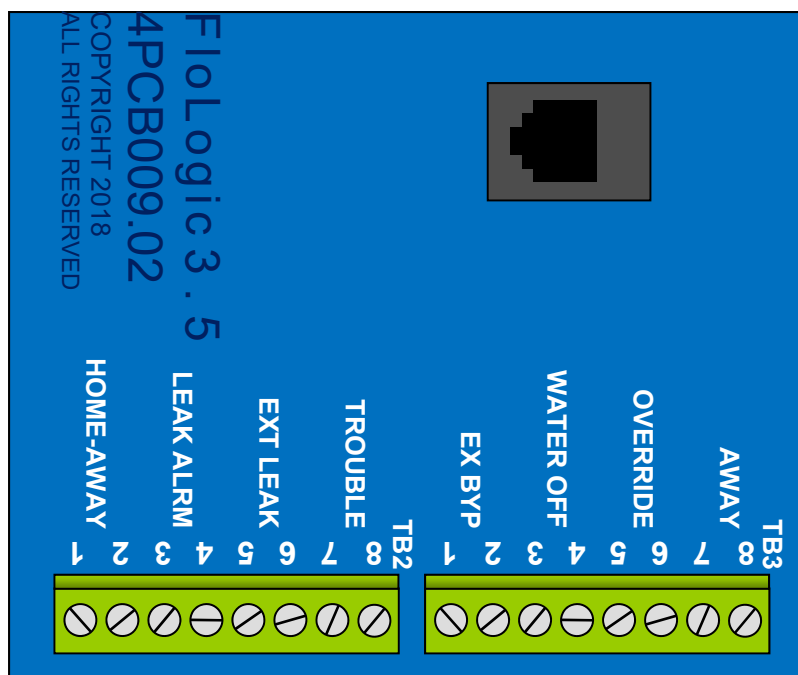 FloLogic3.5
4PCB009.02
COPYRIGHT 2018
ALL RIGHTS RESERVED
HOME-AWAY
LEAK ALRM
EXT LEAK
TROUBLE
TB2
1 2 3 4 5 6 7 8
EX BYP
WATER OFF
OVERRIDE
AWAY
TB3
1 2 3 4 5 6 7 8